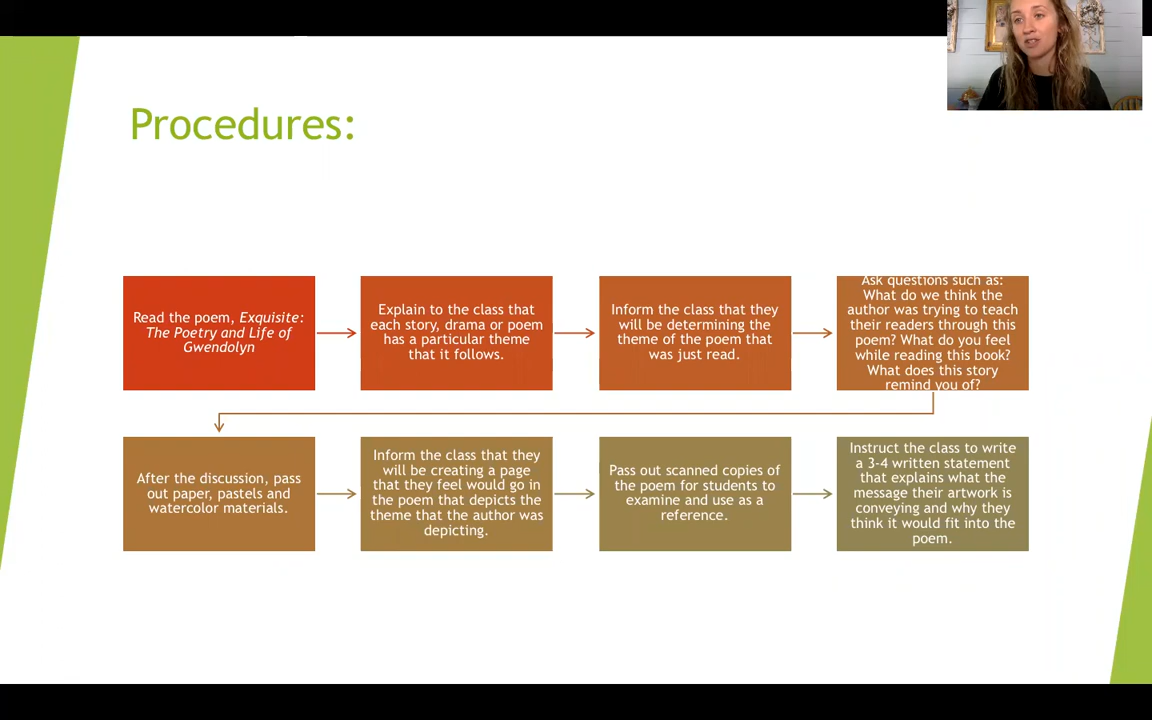 Procedures:
Read the poem, Exquisite:
The Poetry and Life of
Gwendolyn
Explain to the class that
each story, drama or poem
has a particular theme
that it follows.
Inform the class that they
will be determining the
theme of the poem that
was just read.
Ask questions such as:
What do we think the
author was trying to teach
their readers through this
poem? What do you feel
while reading this book?
What does this story
remind you of?
After the discussion, pass
out paper, pastels and
watercolor materials.
Inform the class that they
will be creating a page
that they feel would go in
the poem that depicts the
theme that the author was
depicting.
Pass out scanned copies of
the poem for students to
examine and use as a
reference.
Instruct the class to write
a 3-4 written statement
that explains what the
message their artwork is
conveying and why they
think it would fit into the
poem.